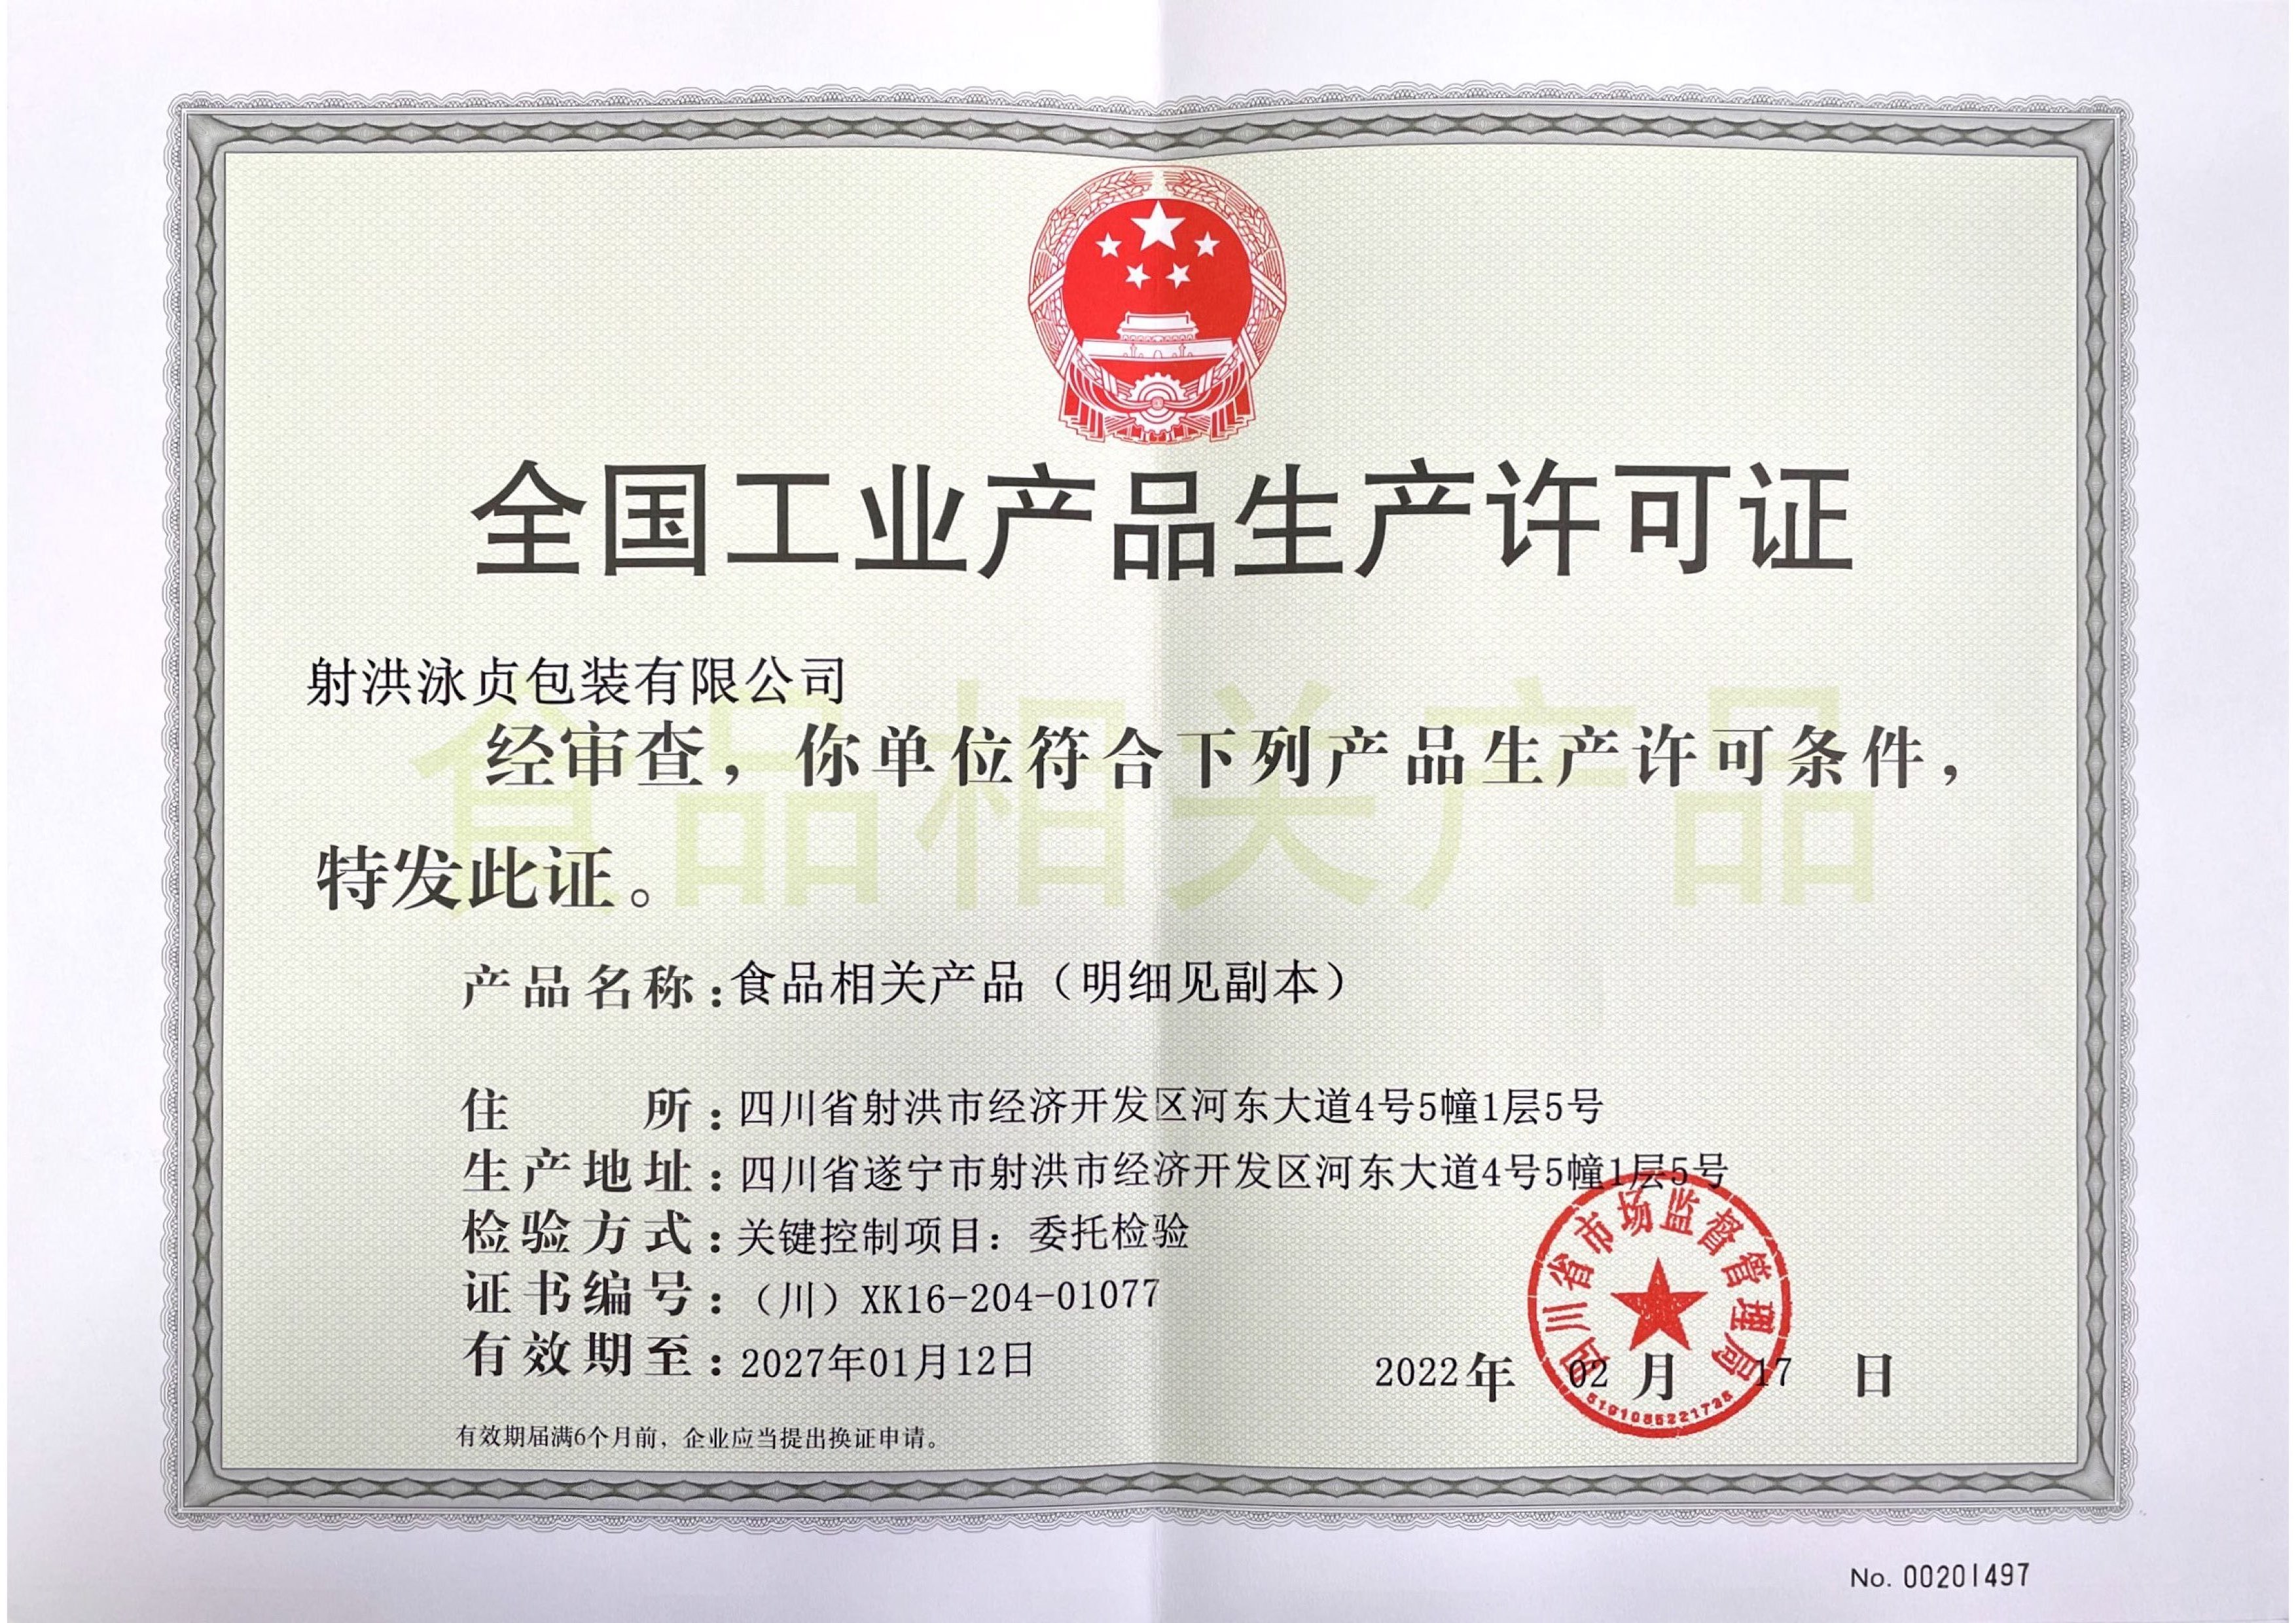 全国工业产品生产许可证
射洪泳贞包装有限公司
食品相关产品
经审查，你单位符合下列产品生产许可条件，
特发此证。
产品名称：食品相关产品（明细见副本）
住所：四川省射洪市经济开发区河东大道4号5幢1层5号
生产地址：四川省遂宁市射洪市经济开发区河东大道4号5幢1层5号
检验方式：关键控制项目：委托检验
证书编号：（川）XK16-204-01077
有效期至：2027年01月12日
2022年 02 月 17 日
四川省市场监督管理局
有效期届满6个月前，企业应当提出换证申请。
No. 00201497